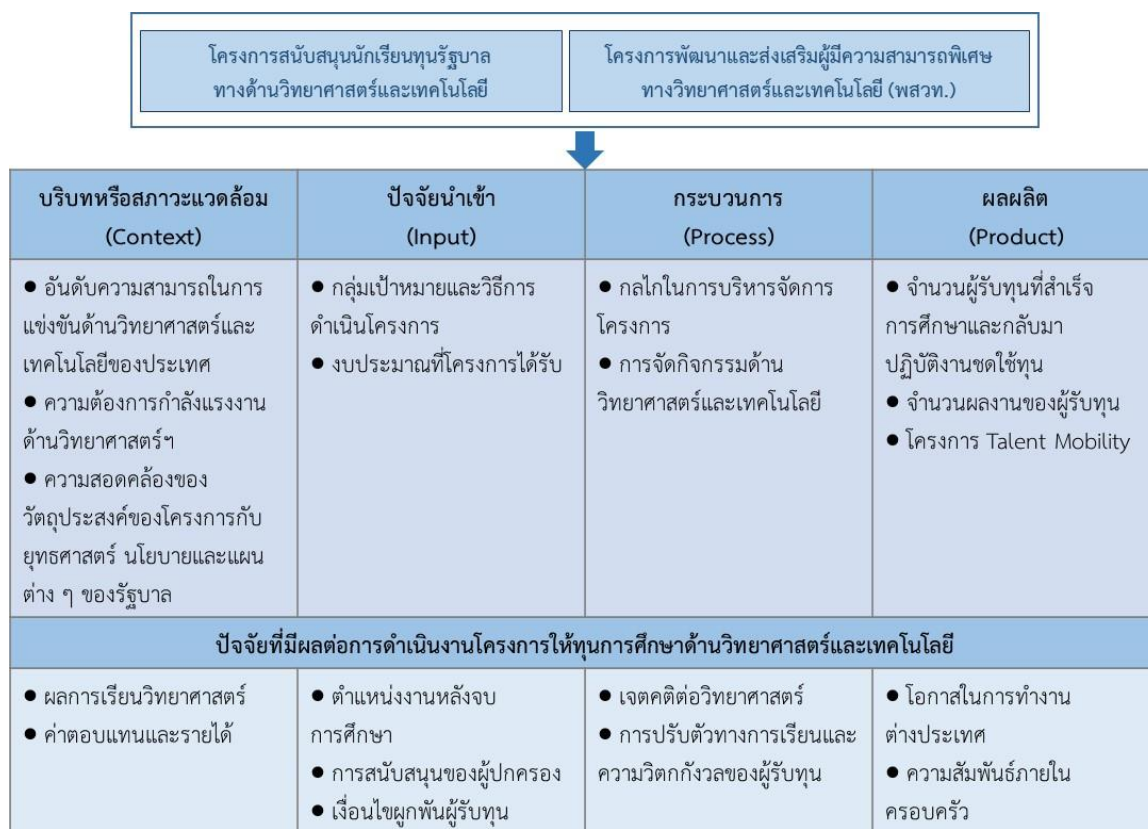 โครงการสนับสนุนนักเรียนทุนรัฐบาล
ทางด้านวิทยาศาสตร์และเทคโนโลยี
โครงการพัฒนาและส่งเสริมผู้มีความสามารถพิเศษ
ทางวิทยาศาสตร์และเทคโนโลยี (พสวท.)
บริบทหรือสภาวะแวดล้อม
(Context)
ปัจจัยนำเข้า
(Input)
กระบวนการ
(Process)
ผลผลิต
(Product)
● อันดับความสามารถในการ
แข่งขันด้านวิทยาศาสตร์และ
เทคโนโลยีของประเทศ
● ความต้องการกำลังแรงงาน
ด้านวิทยาศาสตร์ฯ
● ความสอดคล้องของ
วัตถุประสงค์ของโครงการกับ
ยุทธศาสตร์ นโยบายและแผน
ต่าง ๆ ของรัฐบาล
● กลุ่มเป้าหมายและวิธีการ
ดำเนินโครงการ
● งบประมาณที่โครงการได้รับ
● กลไกในการบริหารจัดการ
โครงการ
● การจัดกิจกรรมด้าน
วิทยาศาสตร์และเทคโนโลยี
● จำนวนผู้รับทุนที่สำเร็จ
การศึกษาและกลับมา
ปฏิบัติงานชดใช้ทุน
● จำนวนผลงานของผู้รับทุน
● โครงการ Talent Mobility
ปัจจัยที่มีผลต่อการดำเนินงานโครงการให้ทุนการศึกษาด้านวิทยาศาสตร์และเทคโนโลยี
● ผลการเรียนวิทยาศาสตร์
● ค่าตอบแทนและรายได้
● ตำแหน่งงานหลังจบ
การศึกษา
● การสนับสนุนของผู้ปกครอง
● เงื่อนไขผูกพันผู้รับทุน
● เจตคติต่อวิทยาศาสตร์
● การปรับตัวทางการเรียนและ
ความวิตกกังวลของผู้รับทุน
● โอกาสในการทำงาน
ต่างประเทศ
● ความสัมพันธ์ภายใน
ครอบครัว